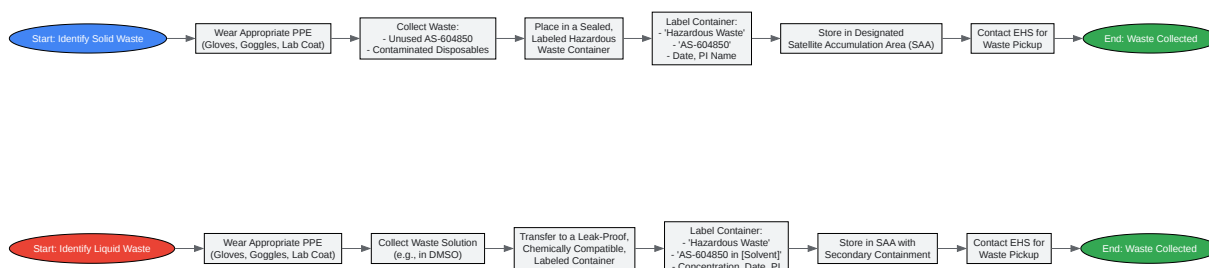 Start: Identify Solid Waste
Wear Appropriate PPE
(Gloves, Goggles, Lab Coat)
Collect Waste:
- Unused AS-604850
- Contaminated Disposables
Place in a Sealed,
Labeled Hazardous
Waste Container
Label Container:
- 'Hazardous Waste'
- 'AS-604850'
- Date, PI Name
Store in Designated
Satellite Accumulation Area (SAA)
Contact EHS for
Waste Pickup
End: Waste Collected
Start: Identify Liquid Waste
Wear Appropriate PPE
(Gloves, Goggles, Lab Coat)
Collect Waste Solution
(e.g., in DMSO)
Transfer to a Leak-Proof,
Chemically Compatible,
Labeled Container
Label Container:
- 'Hazardous Waste'
- 'AS-604850 in [Solvent]'
- Concentration, Date, PI
Store in SAA with
Secondary Containment
Contact EHS for
Waste Pickup
End: Waste Collected